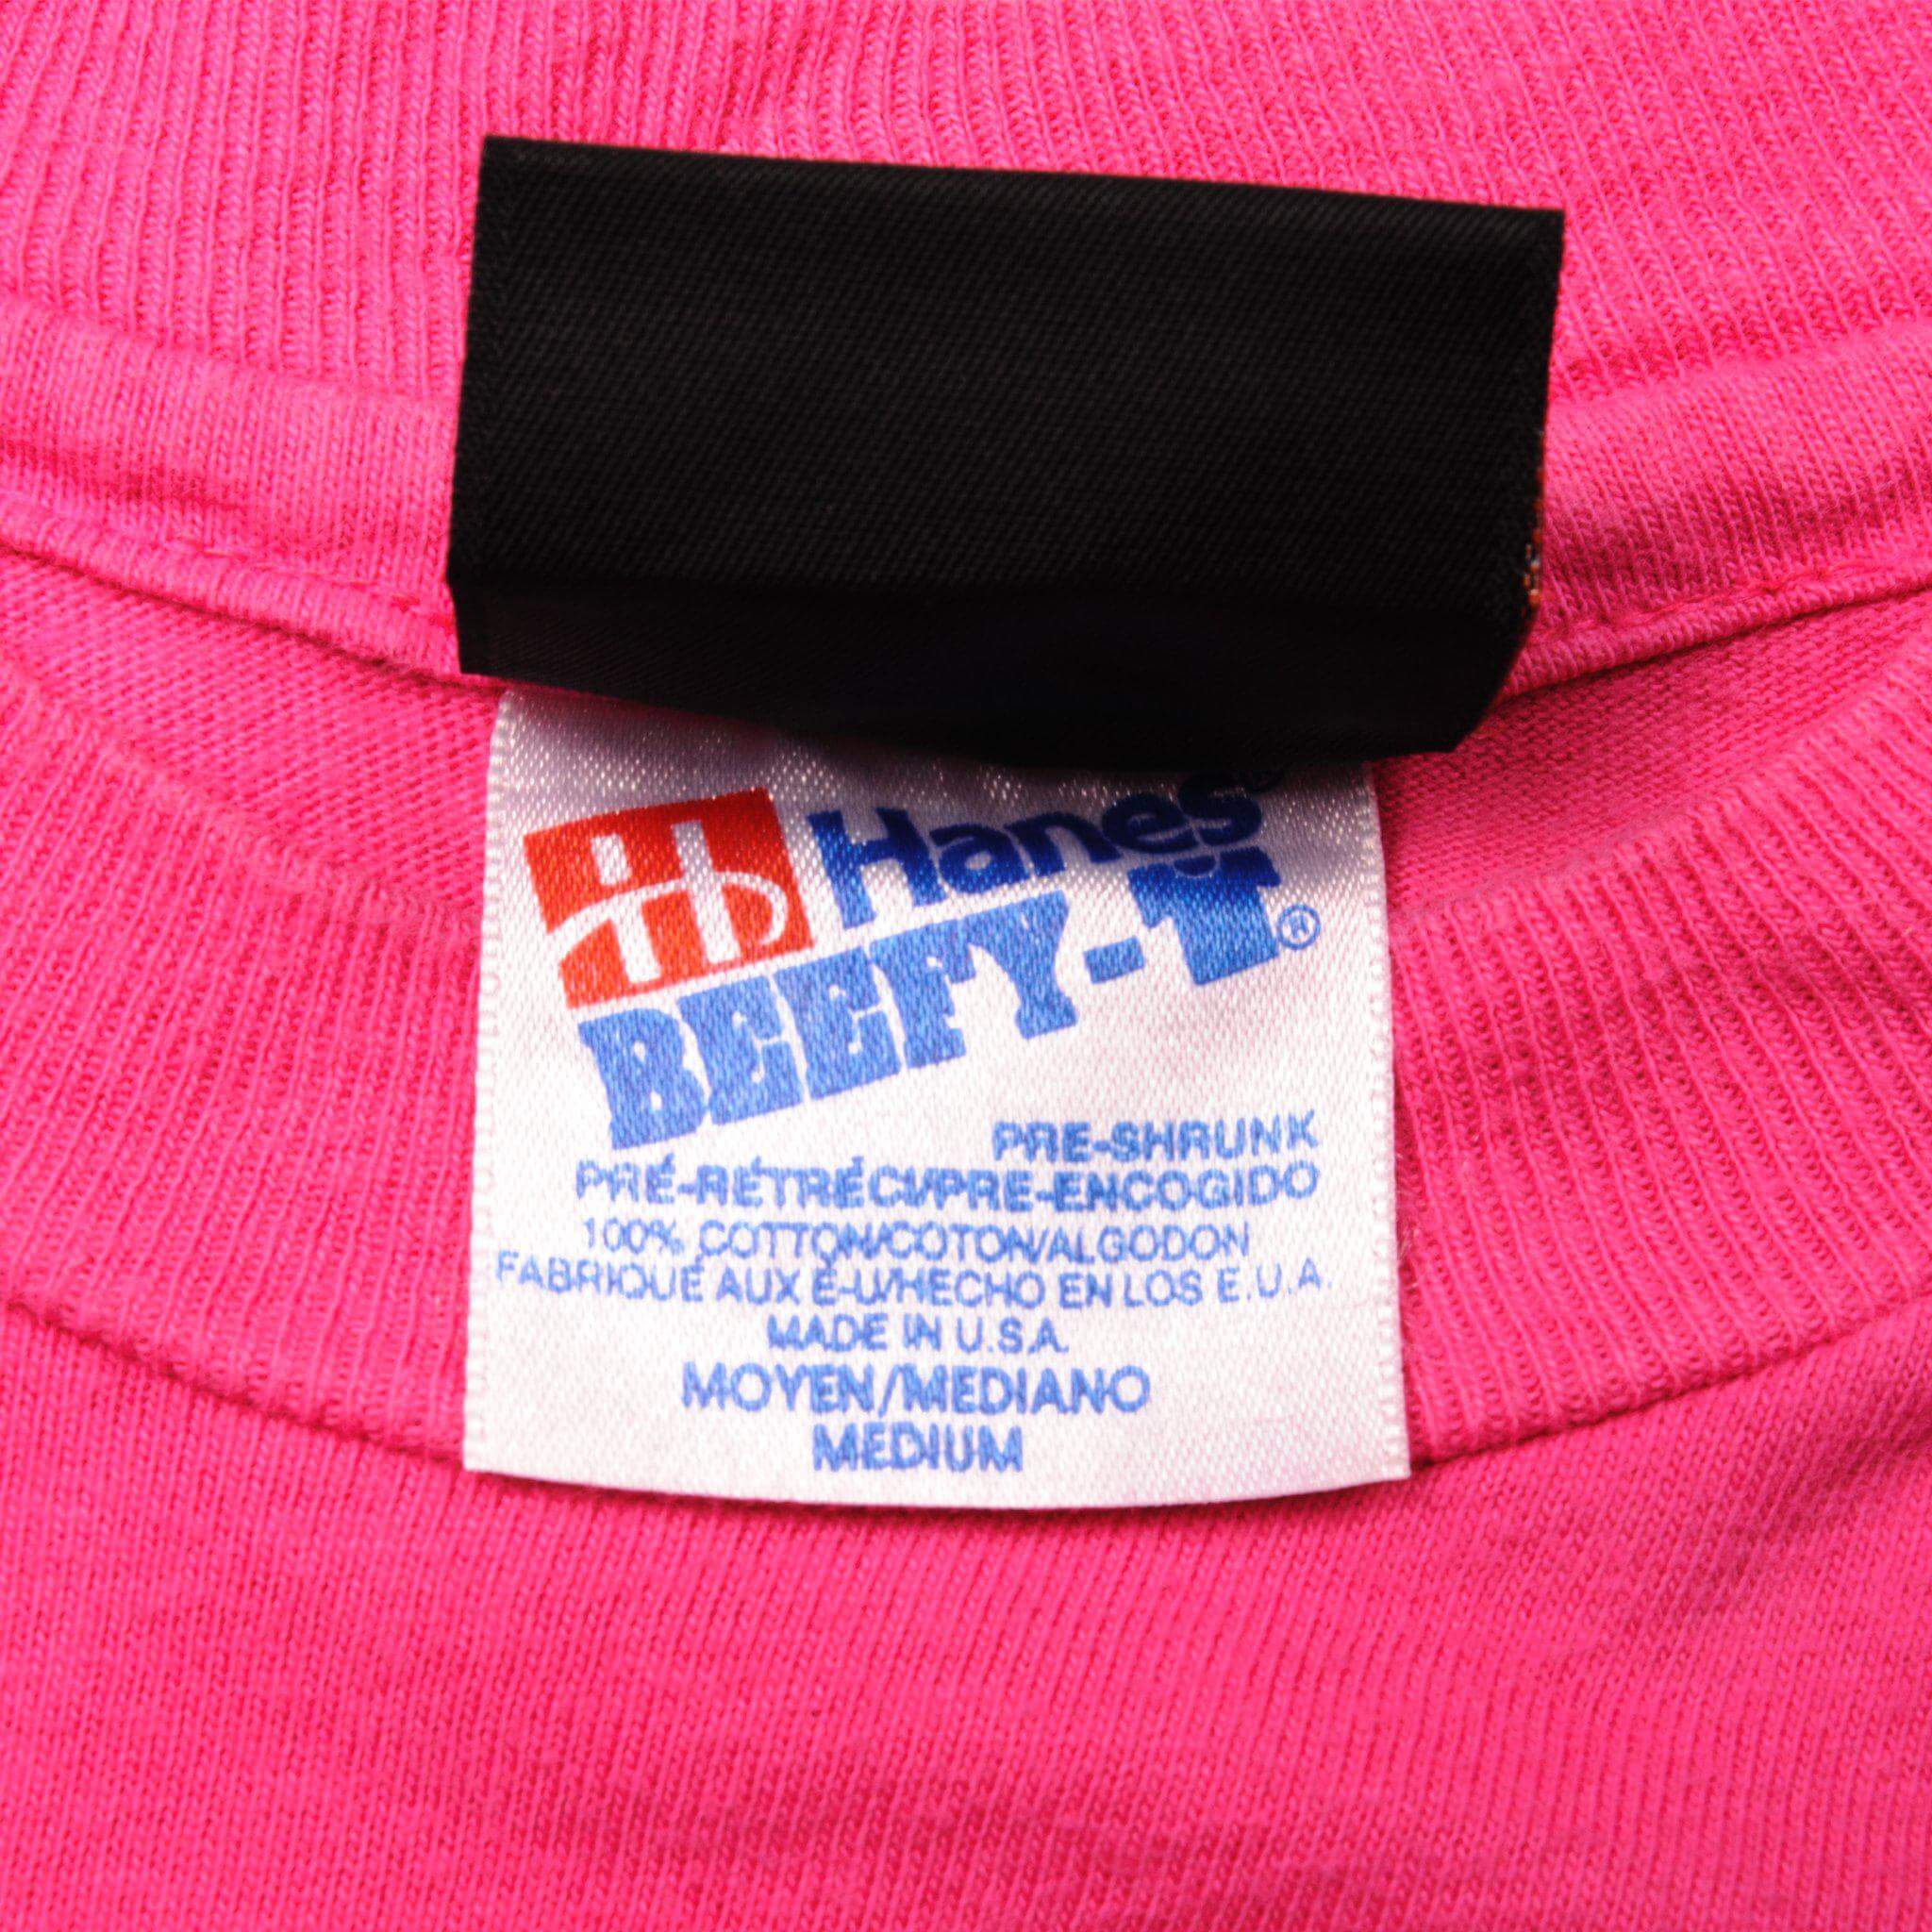 Hanes®
BEEFY-T®
PRE-SHRUNK
PRÉ-RÉTRÉCI/PRE-ENCOGIDO
100% COTTON/COTON/ALGODON
FABRIQUÉ AUX É-U/HECHO EN LOS E.U.A.
MADE IN U.S.A.
MOYEN/MEDIANO
MEDIUM